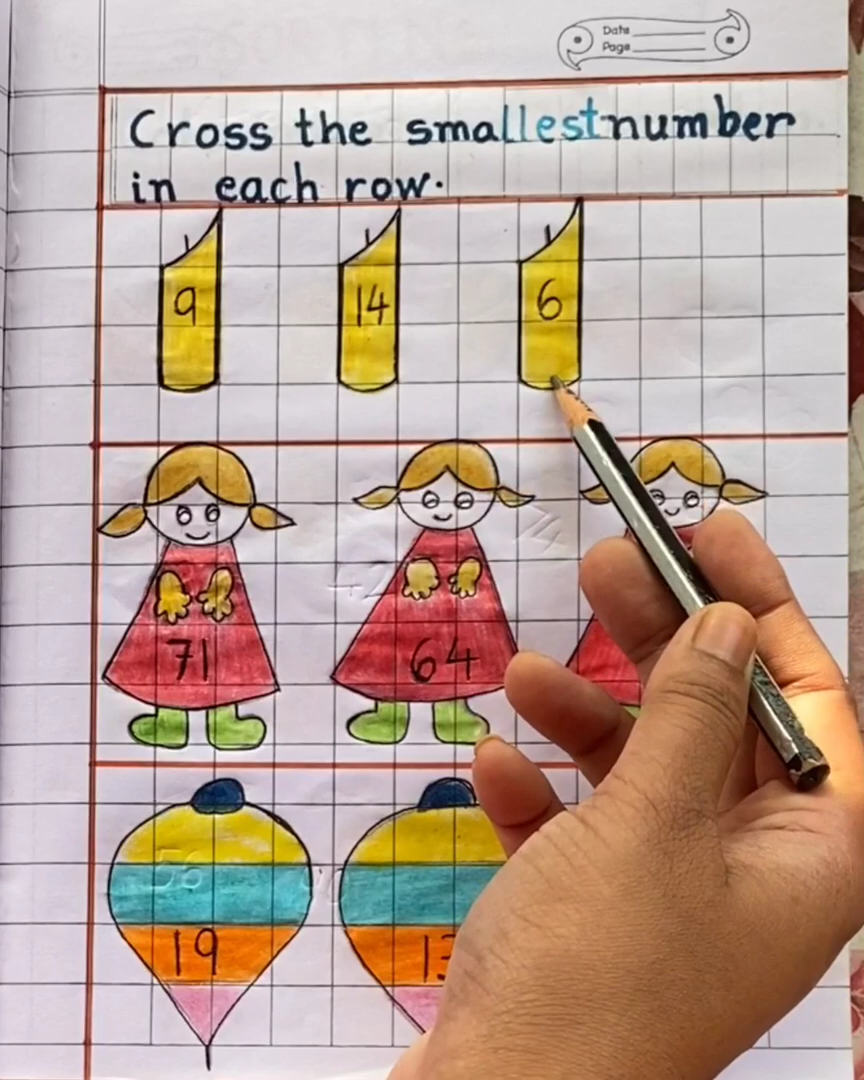 Date
Page
Cross the smallest number
in each row.
9 14 6
71 64
19